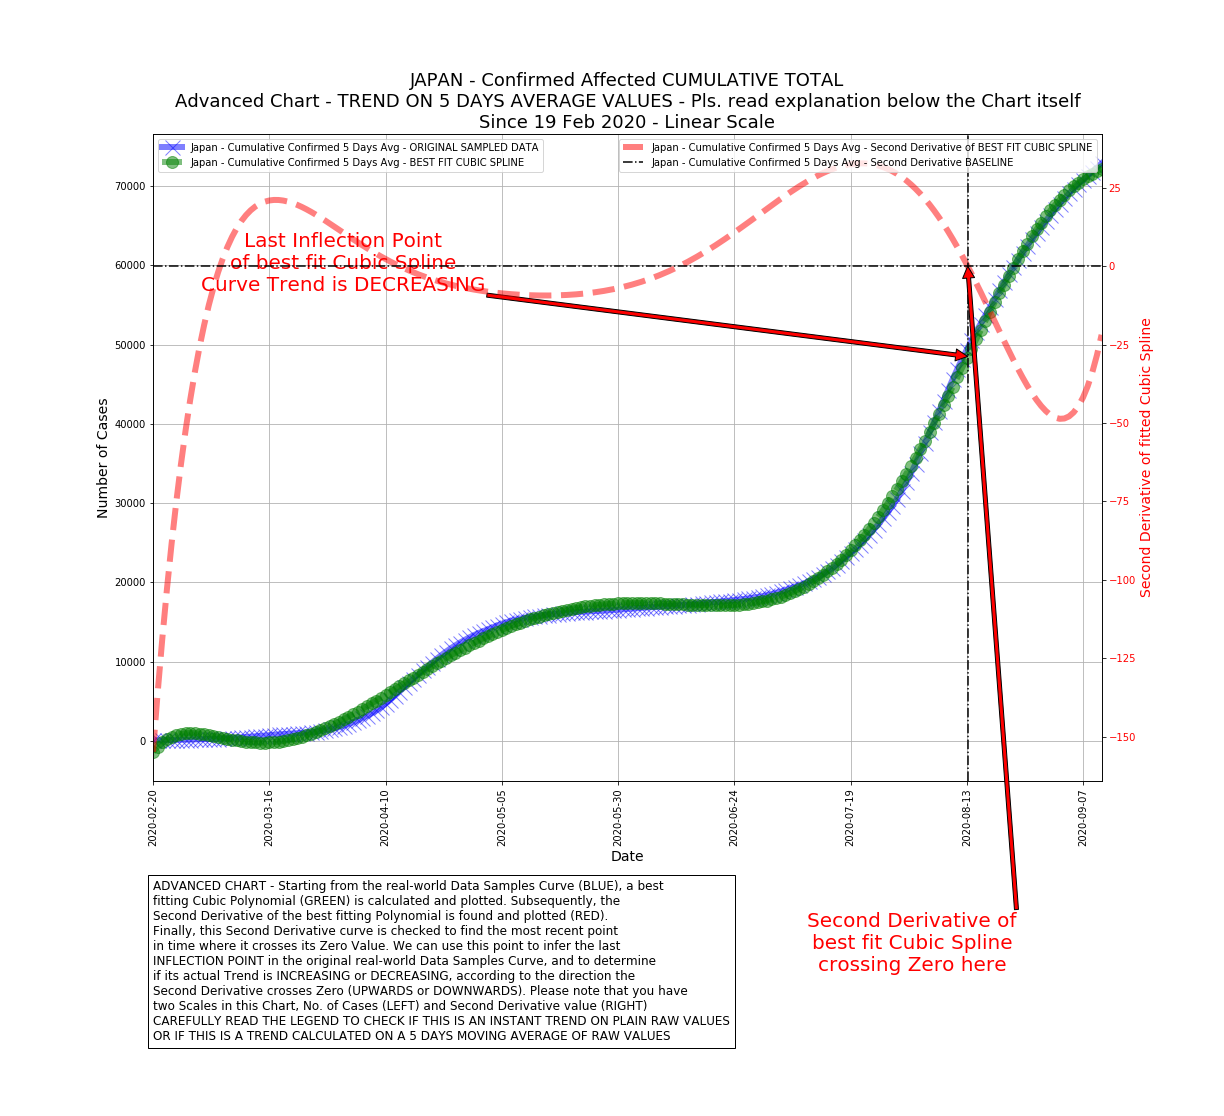 JAPAN - Confirmed Affected CUMULATIVE TOTAL
Advanced Chart - TREND ON 5 DAYS AVERAGE VALUES - Pls. read explanation below the Chart itself
Since 19 Feb 2020 - Linear Scale
Japan - Cumulative Confirmed 5 Days Avg - ORIGINAL SAMPLED DATA
Japan - Cumulative Confirmed 5 Days Avg - BEST FIT CUBIC SPLINE
Japan - Cumulative Confirmed 5 Days Avg - Second Derivative of BEST FIT CUBIC SPLINE
Japan - Cumulative Confirmed 5 Days Avg - Second Derivative BASELINE
Last Inflection Point
of best fit Cubic Spline
Curve Trend is DECREASING
Number of Cases
70000
60000
50000
40000
30000
20000
10000
0
25
0
−25
−50
−75
−100
−125
−150
Second Derivative of fitted Cubic Spline
2020-02-20
2020-03-16
2020-04-10
2020-05-05
2020-05-30
2020-06-24
2020-07-19
2020-08-13
2020-09-07
Date
ADVANCED CHART - Starting from the real-world Data Samples Curve (BLUE), a best
fitting Cubic Polynomial (GREEN) is calculated and plotted. Subsequently, the
Second Derivative of the best fitting Polynomial is found and plotted (RED).
Finally, this Second Derivative curve is checked to find the most recent point
in time where it crosses its Zero Value. We can use this point to infer the last
INFLECTION POINT in the original real-world Data Samples Curve, and to determine
if its actual Trend is INCREASING or DECREASING, according to the direction the
Second Derivative crosses Zero (UPWARDS or DOWNWARDS). Please note that you have
two Scales in this Chart, No. of Cases (LEFT) and Second Derivative value (RIGHT)
CAREFULLY READ THE LEGEND TO CHECK IF THIS IS AN INSTANT TREND ON PLAIN RAW VALUES
OR IF THIS IS A TREND CALCULATED ON A 5 DAYS MOVING AVERAGE OF RAW VALUES
Second Derivative of
best fit Cubic Spline
crossing Zero here